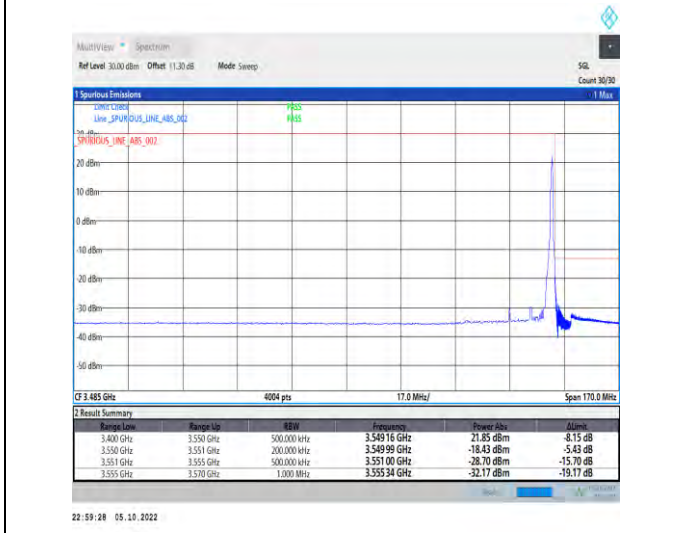 MultiView Spectrum
Ref Level 30.00 dBm Offset 11.30 dB Mode Sweep SGL
Count 30/30
1 Spurious Emissions 1 Max
Limit Check PASS
Line _SPURIOUS_LINE_ABS_002 PASS
_SPURIOUS_LINE_ABS_002
20 dBm
10 dBm
0 dBm
-10 dBm
-20 dBm
-30 dBm
-40 dBm
-50 dBm
CF 3.485 GHz 4004 pts 17.0 MHz/ Span 170.0 MHz
2 Result Summary
Range Low Range Up RBW Frequency Power Abs ΔLimit
3.400 GHz 3.550 GHz 500.000 kHz 3.549 16 GHz 21.85 dBm -8.15 dB
3.550 GHz 3.551 GHz 200.000 kHz 3.549 99 GHz -18.43 dBm -5.43 dB
3.551 GHz 3.555 GHz 500.000 kHz 3.551 00 GHz -28.70 dBm -15.70 dB
3.555 GHz 3.570 GHz 1.000 MHz 3.555 34 GHz -32.17 dBm -19.17 dB
22:59:28 05.10.2022